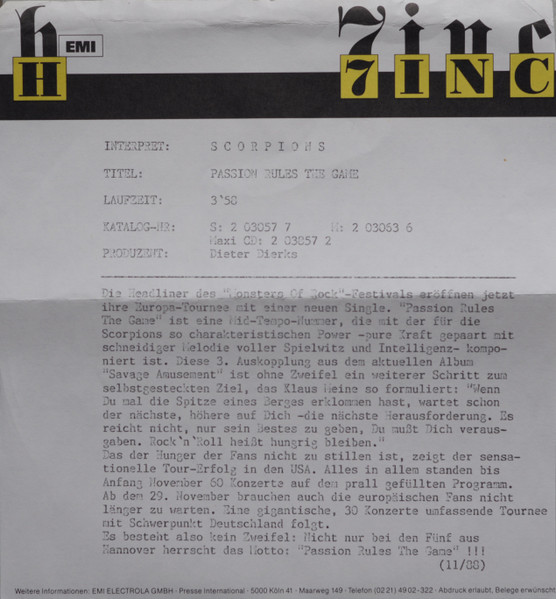 h EMI 7inc
H 7INC
INTERPRET: SCORPIONS
TITEL: PASSION RULES THE GAME
LAUFZEIT: 3'58
KATALOG-NR: S: 2 03057 7 M: 2 03063 6
Maxi CD: 2 03057 2
PRODUZENT: Dieter Dierks
Die Headliner des "Monsters Of Rock"-Festivals eröffnen jetzt
ihre Europa-Tournee mit einer neuen Single. "Passion Rules
The Game" ist eine Mid-Tempo-Nummer, die mit der für die
Scorpions so charakteristischen Power -pure Kraft gepaart mit
schneidiger Melodie voller Spielwitz und Intelligenz- kompo-
niert ist. Diese 3. Auskopplung aus dem aktuellen Album
"Savage Amusement" ist ohne Zweifel ein weiterer Schritt zum
selbstgesteckten Ziel, das Klaus Meine so formuliert: "Wenn
Du mal die Spitze eines Berges erklommen hast, wartet schon
der nächste, höhere auf Dich -die nächste Herausforderung. Es
reicht nicht, nur sein Bestes zu geben, Du mußt Dich veraus-
gaben. Rock'n'Roll heißt hungrig bleiben."
Das der Hunger der Fans nicht zu stillen ist, zeigt der sensa-
tionelle Tour-Erfolg in den USA. Alles in allem standen bis
Anfang November 60 Konzerte auf dem prall gefüllten Programm.
Ab dem 29. November brauchen auch die europäischen Fans nicht
länger zu warten. Eine gigantische, 30 Konzerte umfassende Tournee
mit Schwerpunkt Deutschland folgt.
Es besteht also kein Zweifel: Nicht nur bei den Fünf aus
Hannover herrscht das Motto: "Passion Rules The Game" !!!
(11/88)
Weitere Informationen: EMI ELECTROLA GMBH · Presse International · 5000 Köln 41 · Maarweg 149 · Telefon (02 21) 49 02-322 · Abdruck erlaubt, Belege erwünscht